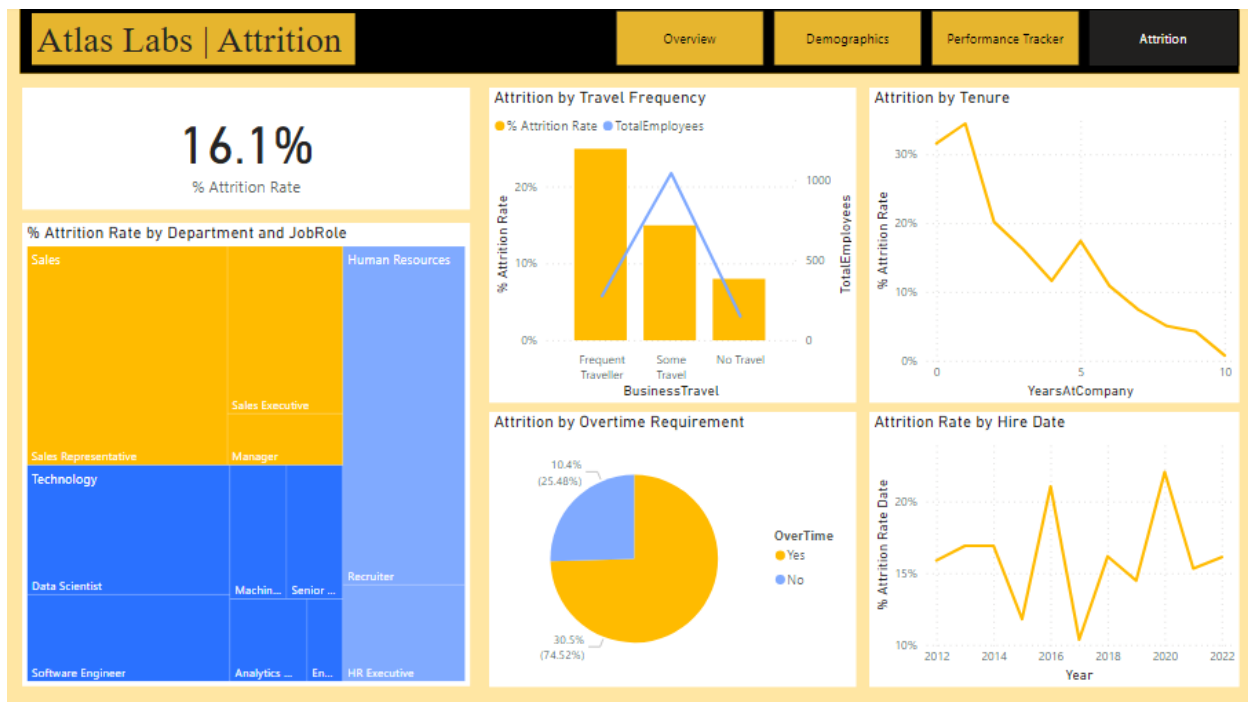 Atlas Labs | Attrition
Overview
Demographics
Performance Tracker
Attrition
16.1%
% Attrition Rate
% Attrition Rate by Department and JobRole
Sales
Human Resources
Sales Executive
Sales Representative
Manager
Technology
Data Scientist
Machin...
Senior ...
Recruiter
Software Engineer
Analytics ...
En...
HR Executive
Attrition by Travel Frequency
% Attrition Rate
TotalEmployees
% Attrition Rate
20%
10%
0%
1000
500
0
TotalEmployees
Frequent
Traveller
Some
Travel
No Travel
BusinessTravel
Attrition by Tenure
% Attrition Rate
30%
20%
10%
0%
0
5
10
YearsAtCompany
Attrition by Overtime Requirement
10.4%
(25.48%)
30.5%
(74.52%)
OverTime
Yes
No
Attrition Rate by Hire Date
% Attrition Rate Date
20%
15%
10%
2012
2014
2016
2018
2020
2022
Year